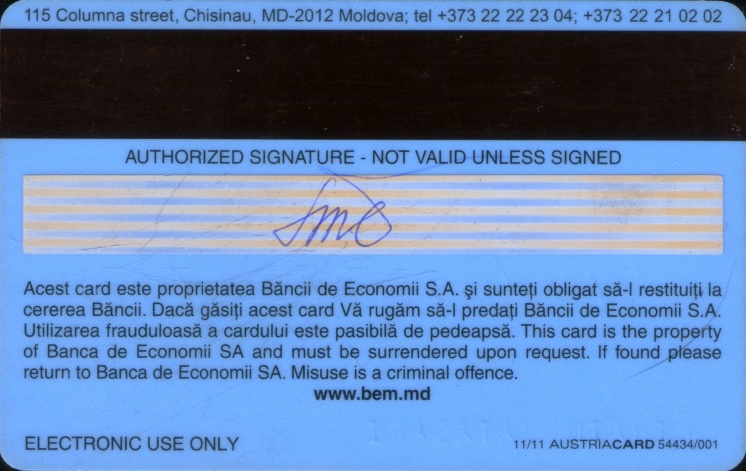 115 Columna street, Chisinau, MD-2012 Moldova; tel +373 22 22 23 04; +373 22 21 02 02
AUTHORIZED SIGNATURE - NOT VALID UNLESS SIGNED
Acest card este proprietatea Băncii de Economii S.A. şi sunteţi obligat să-l restituiţi la
cererea Băncii. Dacă găsiţi acest card Vă rugăm să-l predaţi Băncii de Economii S.A.
Utilizarea frauduloasă a cardului este pasibilă de pedeapsă. This card is the property
of Banca de Economii SA and must be surrendered upon request. If found please
return to Banca de Economii SA. Misuse is a criminal offence.
www.bem.md
ELECTRONIC USE ONLY
11/11 AUSTRIACARD 54434/001